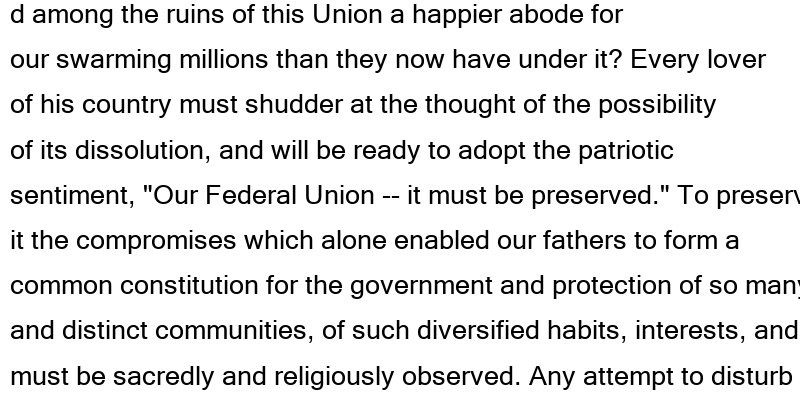 d among the ruins of this Union a happier abode for
our swarming millions than they now have under it? Every lover
of his country must shudder at the thought of the possibility
of its dissolution, and will be ready to adopt the patriotic
sentiment, "Our Federal Union -- it must be preserved." To preserv
it the compromises which alone enabled our fathers to form a
common constitution for the government and protection of so many
and distinct communities, of such diversified habits, interests, and
must be sacredly and religiously observed. Any attempt to disturb